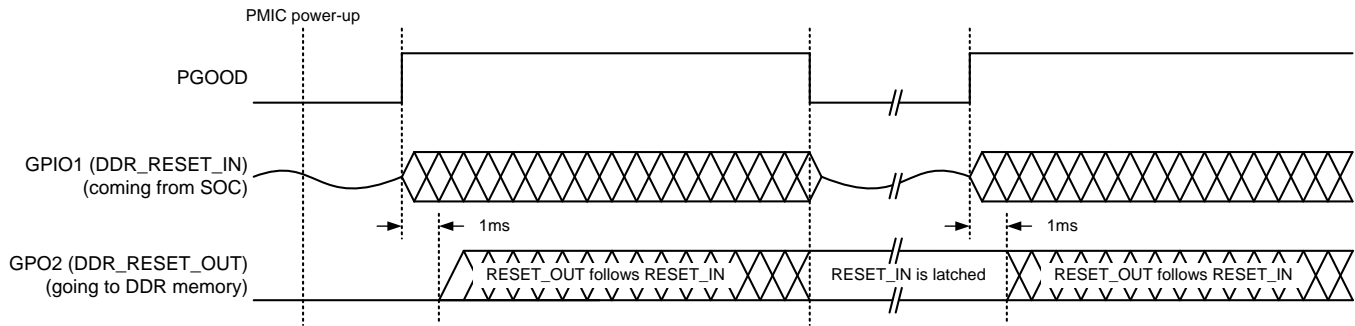 PMIC power-up
PGOOD
GPIO1 (DDR_RESET_IN)
(coming from SOC)
1ms
1ms
GPO2 (DDR_RESET_OUT)
(going to DDR memory)
RESET_OUT follows RESET_IN
RESET_IN is latched
RESET_OUT follows RESET_IN